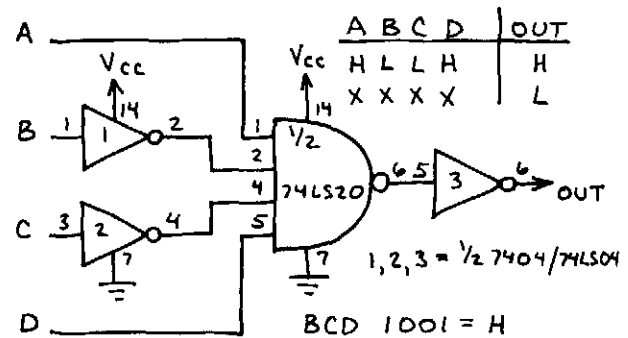 A B C D OUT
H L L H H
X X X X L
A
Vcc
14
B 1 1 2
C 3 2 4
7
D
Vcc
14
1 1/2
2
4 74LS20
5
7
6 5 3 6 OUT
1,2,3 = 1/2 7404/74LS04
BCD 1001 = H